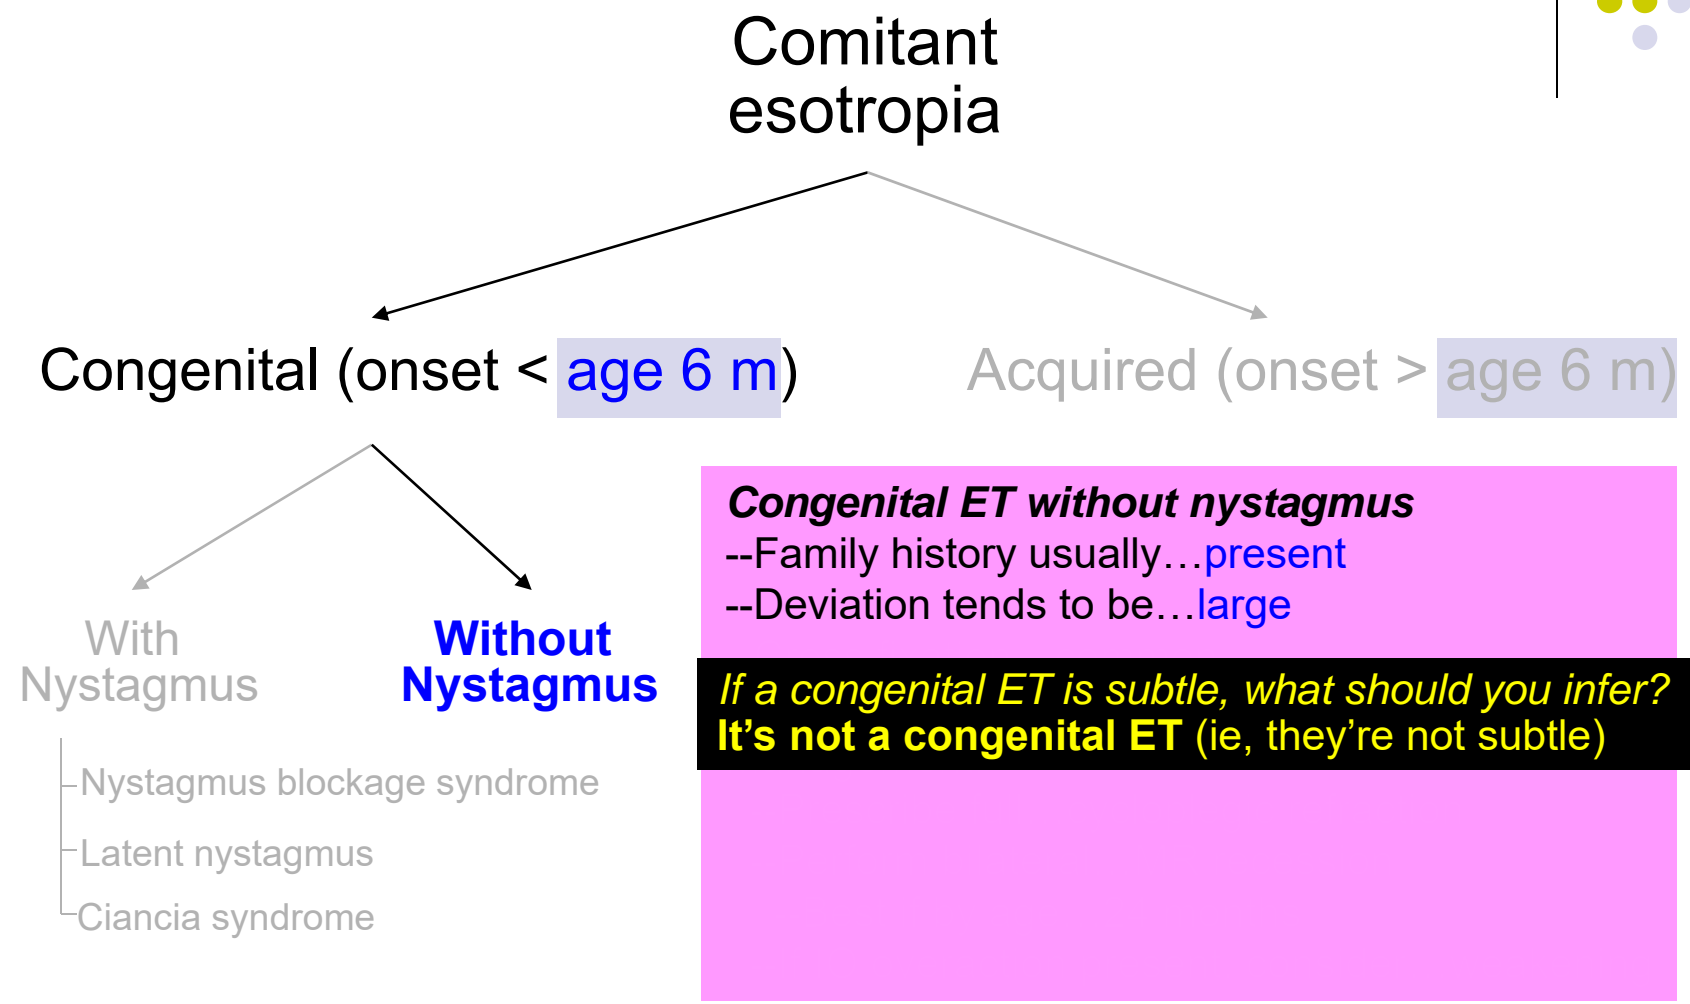 Comitant
esotropia
Congenital (onset < age 6 m)
Acquired (onset > age 6 m)
With
Nystagmus
Without
Nystagmus
Nystagmus blockage syndrome
Latent nystagmus
Ciancia syndrome
Congenital ET without nystagmus
--Family history usually…present
--Deviation tends to be…large
If a congenital ET is subtle, what should you infer?
It’s not a congenital ET (ie, they’re not subtle)